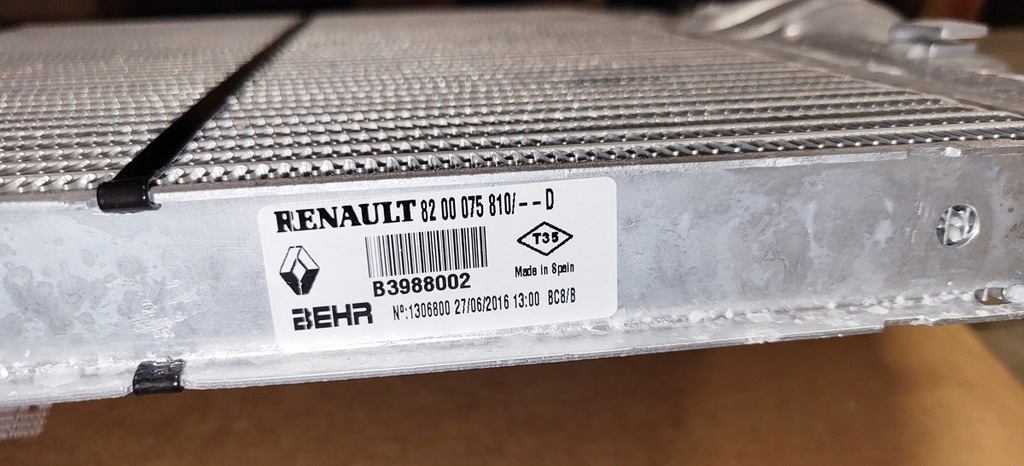 RENAULT 82 00 075 810/--D
T35
B3988002
Made in Spain
BEHR Nº:1306800 27/06/2016 13:00 BC8/B